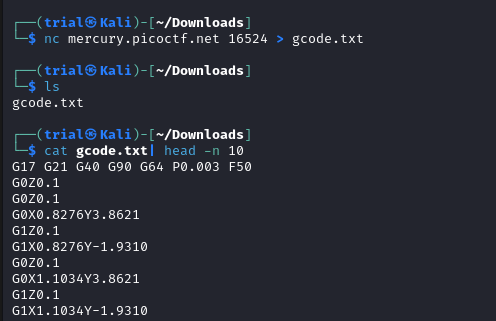 ┌──(trial㉿Kali)-[~/Downloads]
└─$ nc mercury.picoctf.net 16524 > gcode.txt
┌──(trial㉿Kali)-[~/Downloads]
└─$ ls
gcode.txt
┌──(trial㉿Kali)-[~/Downloads]
└─$ cat gcode.txt| head -n 10
G17 G21 G40 G90 G64 P0.003 F50
G0Z0.1
G0Z0.1
G0X0.8276Y3.8621
G1Z0.1
G1X0.8276Y-1.9310
G0Z0.1
G0X1.1034Y3.8621
G1Z0.1
G1X1.1034Y-1.9310